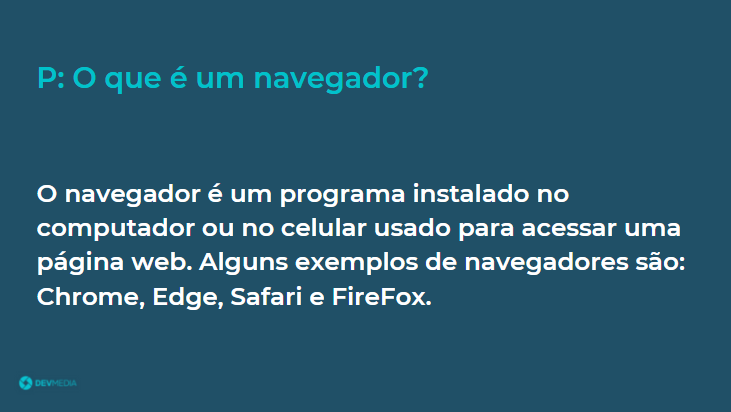 P: O que é um navegador?
O navegador é um programa instalado no
computador ou no celular usado para acessar uma
página web. Alguns exemplos de navegadores são:
Chrome, Edge, Safari e FireFox.
DEVMEDIA